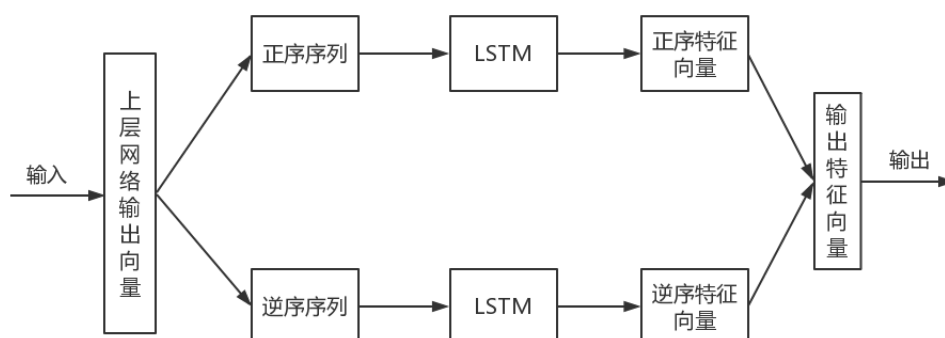 正序序列
LSTM
正序特征
向量
输入
上层网络输出向量
输出特征向量
输出
逆序序列
LSTM
逆序特征
向量